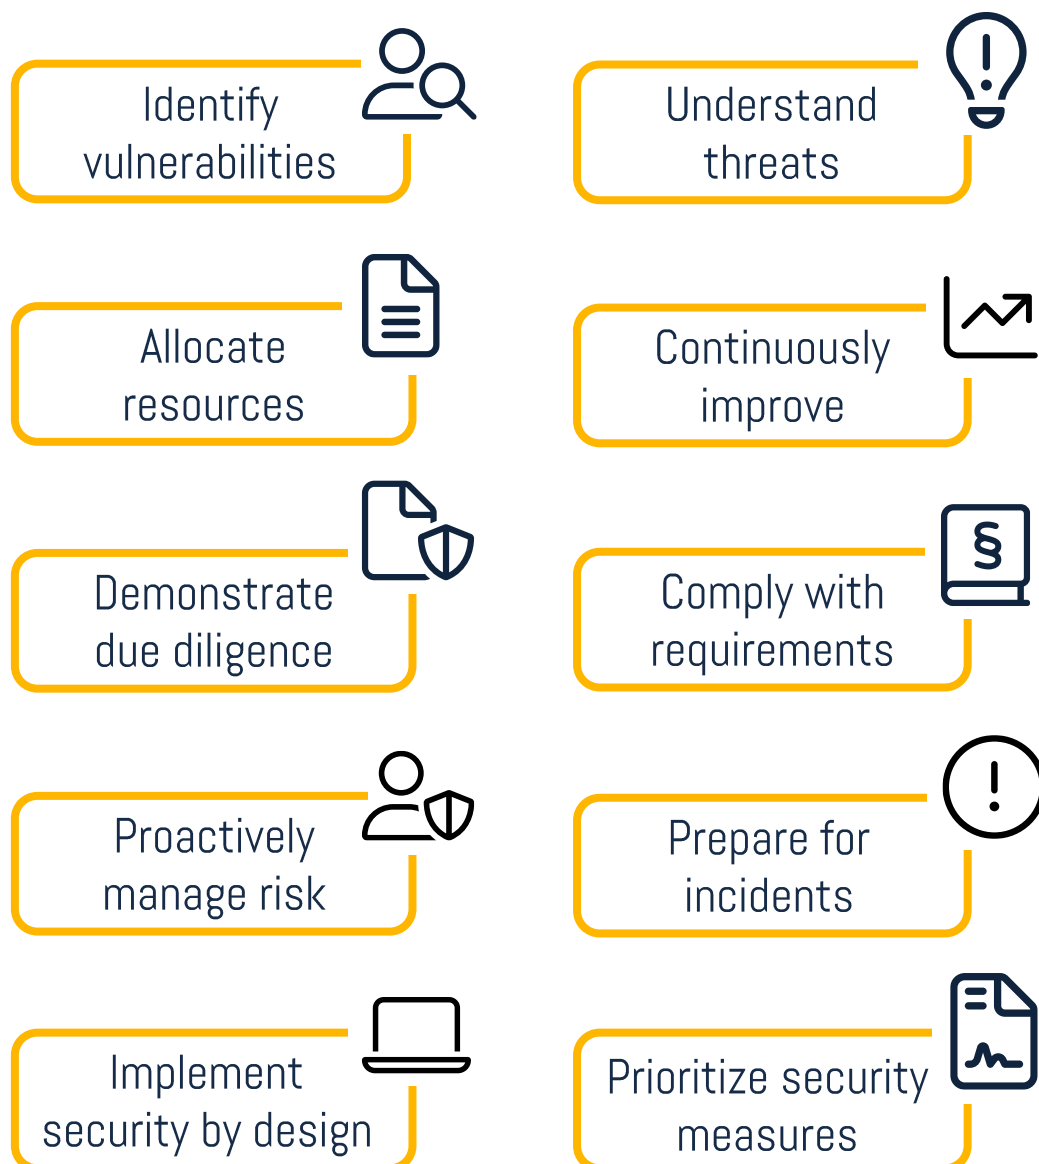 Identify
vulnerabilities
Understand
threats
Allocate
resources
Continuously
improve
Demonstrate
due diligence
§
Comply with
requirements
Proactively
manage risk
Prepare for
incidents
Implement
security by design
Prioritize security
measures